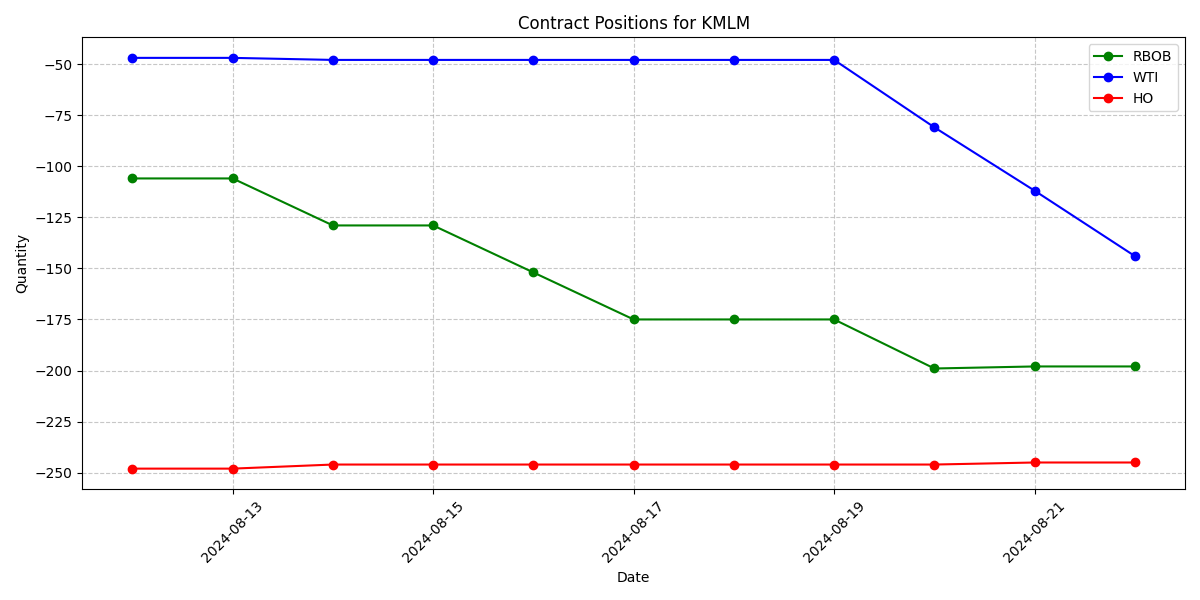 Contract Positions for KMLM
RBOB
WTI
HO
Quantity
−50
−75
−100
−125
−150
−175
−200
−225
−250
2024-08-13
2024-08-15
2024-08-17
2024-08-19
2024-08-21
Date